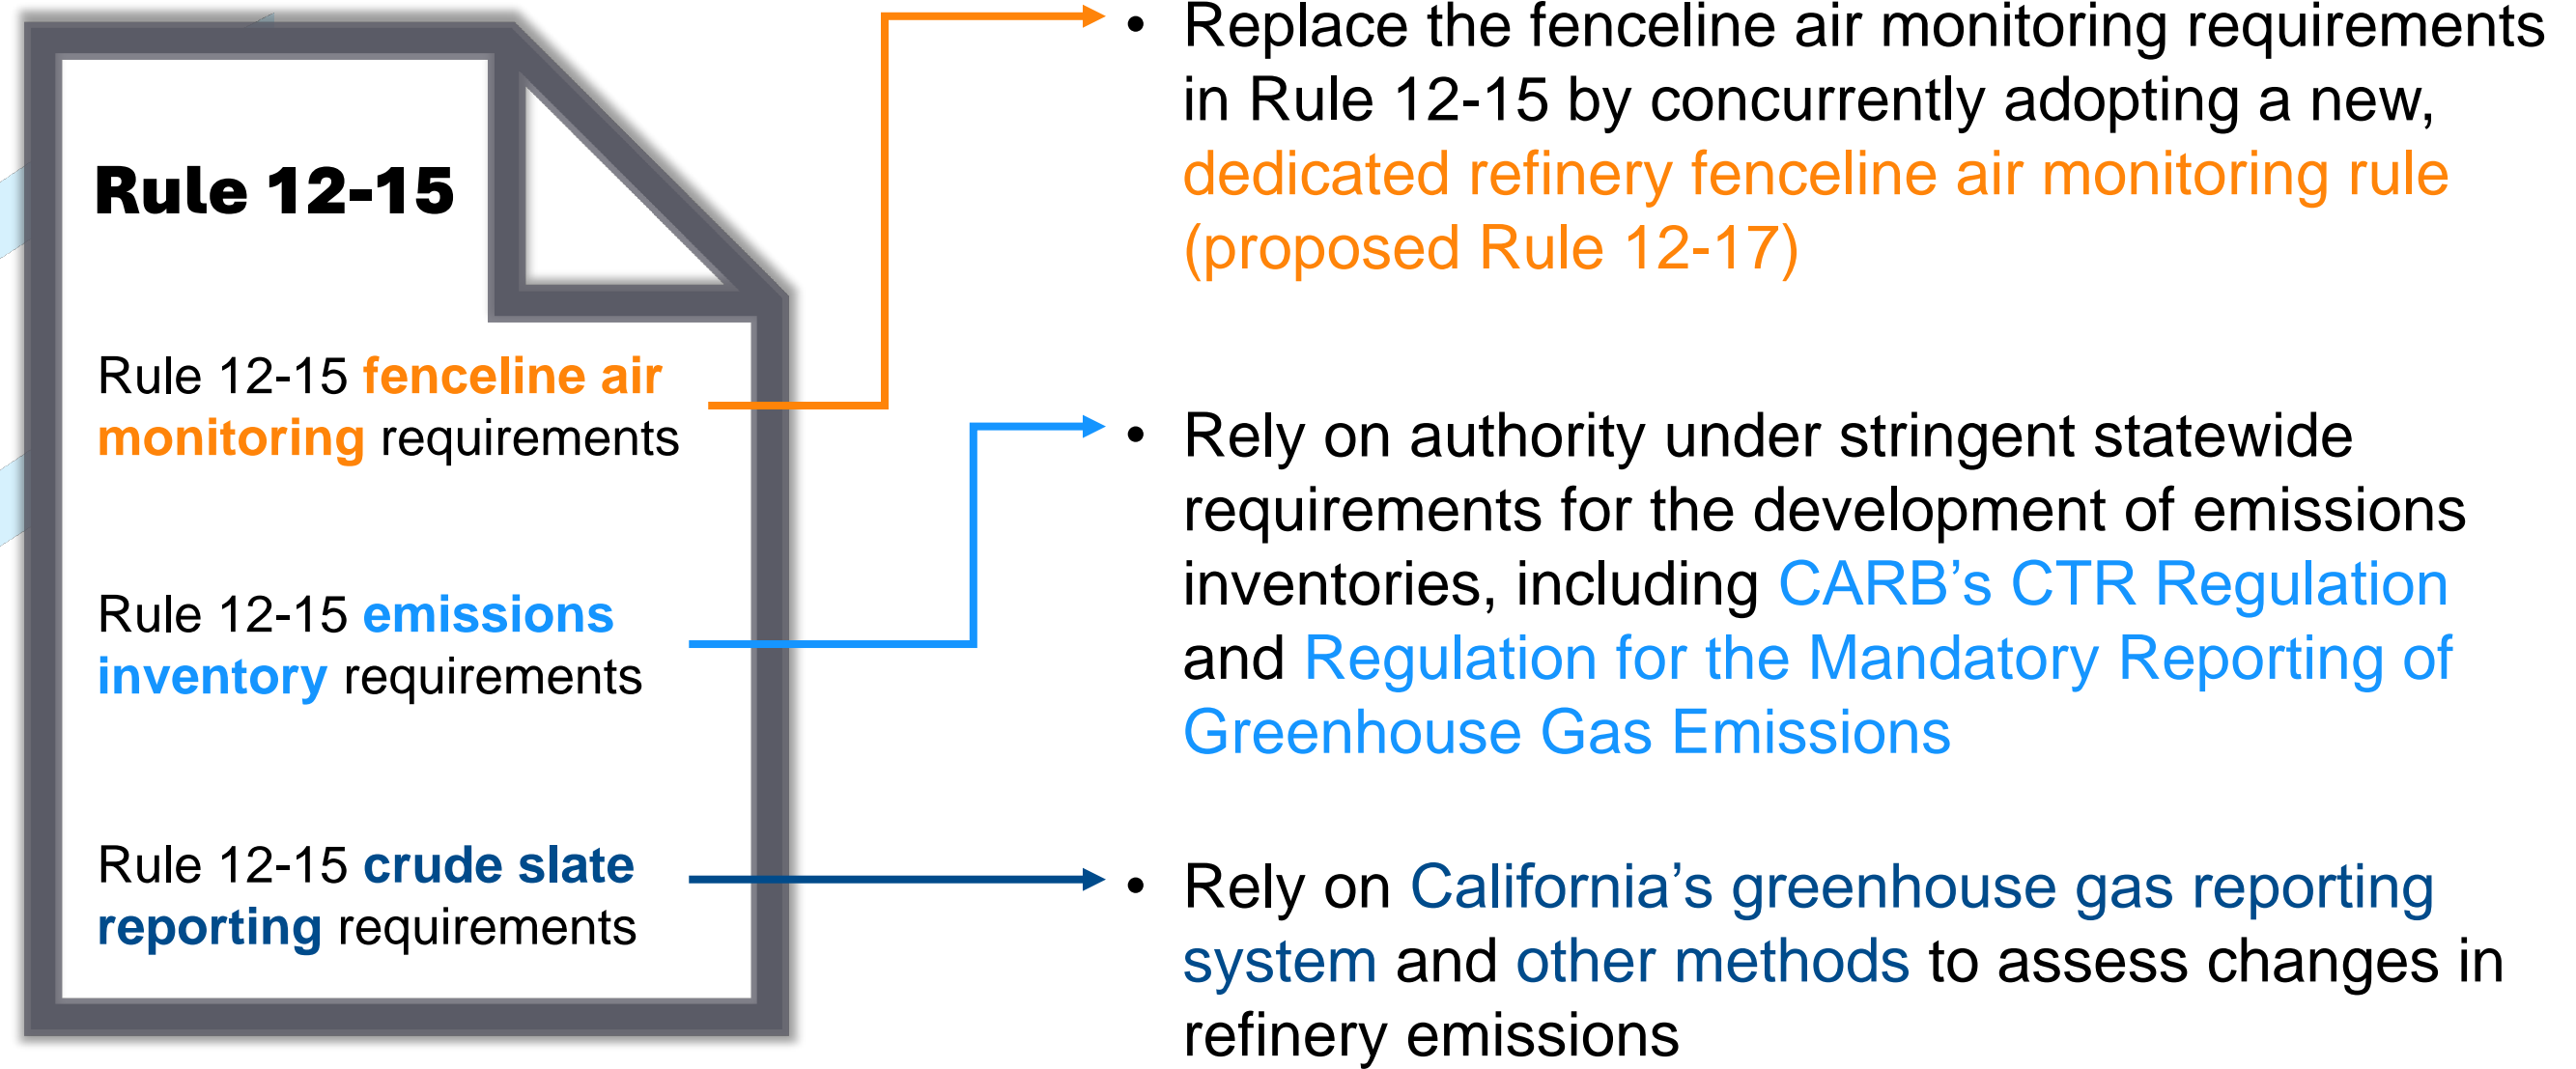 Rule 12-15
Rule 12-15 fenceline air
monitoring requirements
Rule 12-15 emissions
inventory requirements
Rule 12-15 crude slate
reporting requirements
• Replace the fenceline air monitoring requirements
in Rule 12-15 by concurrently adopting a new,
dedicated refinery fenceline air monitoring rule
(proposed Rule 12-17)
• Rely on authority under stringent statewide
requirements for the development of emissions
inventories, including CARB’s CTR Regulation
and Regulation for the Mandatory Reporting of
Greenhouse Gas Emissions
• Rely on California’s greenhouse gas reporting
system and other methods to assess changes in
refinery emissions